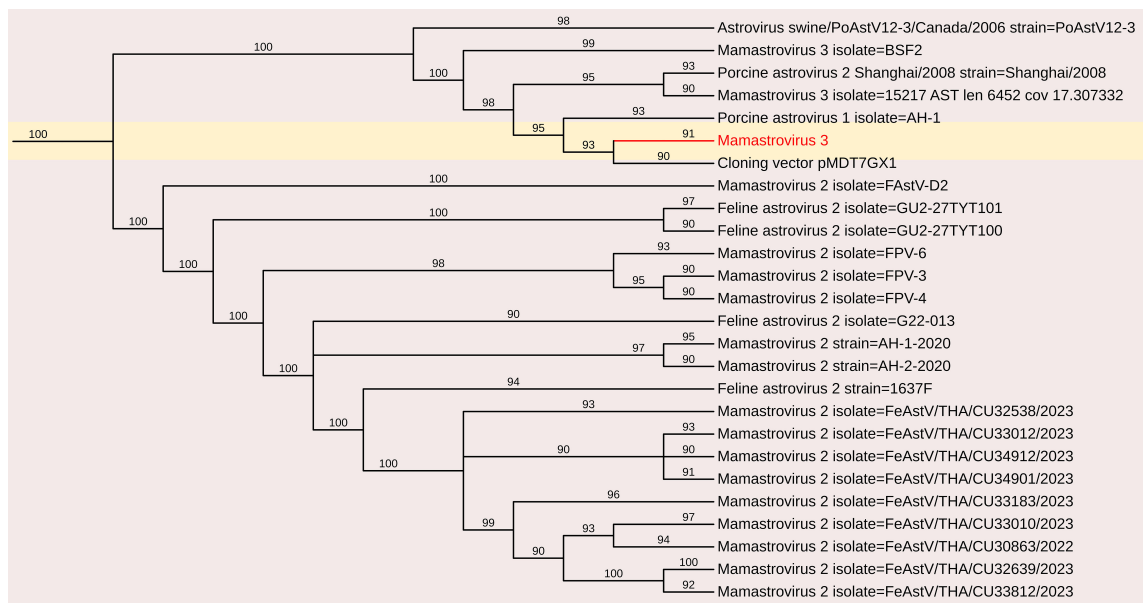 98
Astrovirus swine/PoAstV12-3/Canada/2006 strain=PoAstV12-3
100
99
Mamastrovirus 3 isolate=BSF2
100
93
Porcine astrovirus 2 Shanghai/2008 strain=Shanghai/2008
95
90
Mamastrovirus 3 isolate=15217 AST len 6452 cov 17.307332
98
93
Porcine astrovirus 1 isolate=AH-1
95
100
91
Mamastrovirus 3
93
90
Cloning vector pMDT7GX1
100
Mamastrovirus 2 isolate=FAstV-D2
100
97
Feline astrovirus 2 isolate=GU2-27TYT101
100
90
Feline astrovirus 2 isolate=GU2-27TYT100
100
93
Mamastrovirus 2 isolate=FPV-6
98
90
Mamastrovirus 2 isolate=FPV-3
95
90
Mamastrovirus 2 isolate=FPV-4
100
90
Feline astrovirus 2 isolate=G22-013
95
Mamastrovirus 2 strain=AH-1-2020
97
90
Mamastrovirus 2 strain=AH-2-2020
100
94
Feline astrovirus 2 strain=1637F
93
Mamastrovirus 2 isolate=FeAstV/THA/CU32538/2023
100
93
Mamastrovirus 2 isolate=FeAstV/THA/CU33012/2023
90
90
Mamastrovirus 2 isolate=FeAstV/THA/CU34912/2023
100
91
Mamastrovirus 2 isolate=FeAstV/THA/CU34901/2023
96
Mamastrovirus 2 isolate=FeAstV/THA/CU33183/2023
99
97
Mamastrovirus 2 isolate=FeAstV/THA/CU33010/2023
93
94
Mamastrovirus 2 isolate=FeAstV/THA/CU30863/2022
90
100
Mamastrovirus 2 isolate=FeAstV/THA/CU32639/2023
100
92
Mamastrovirus 2 isolate=FeAstV/THA/CU33812/2023